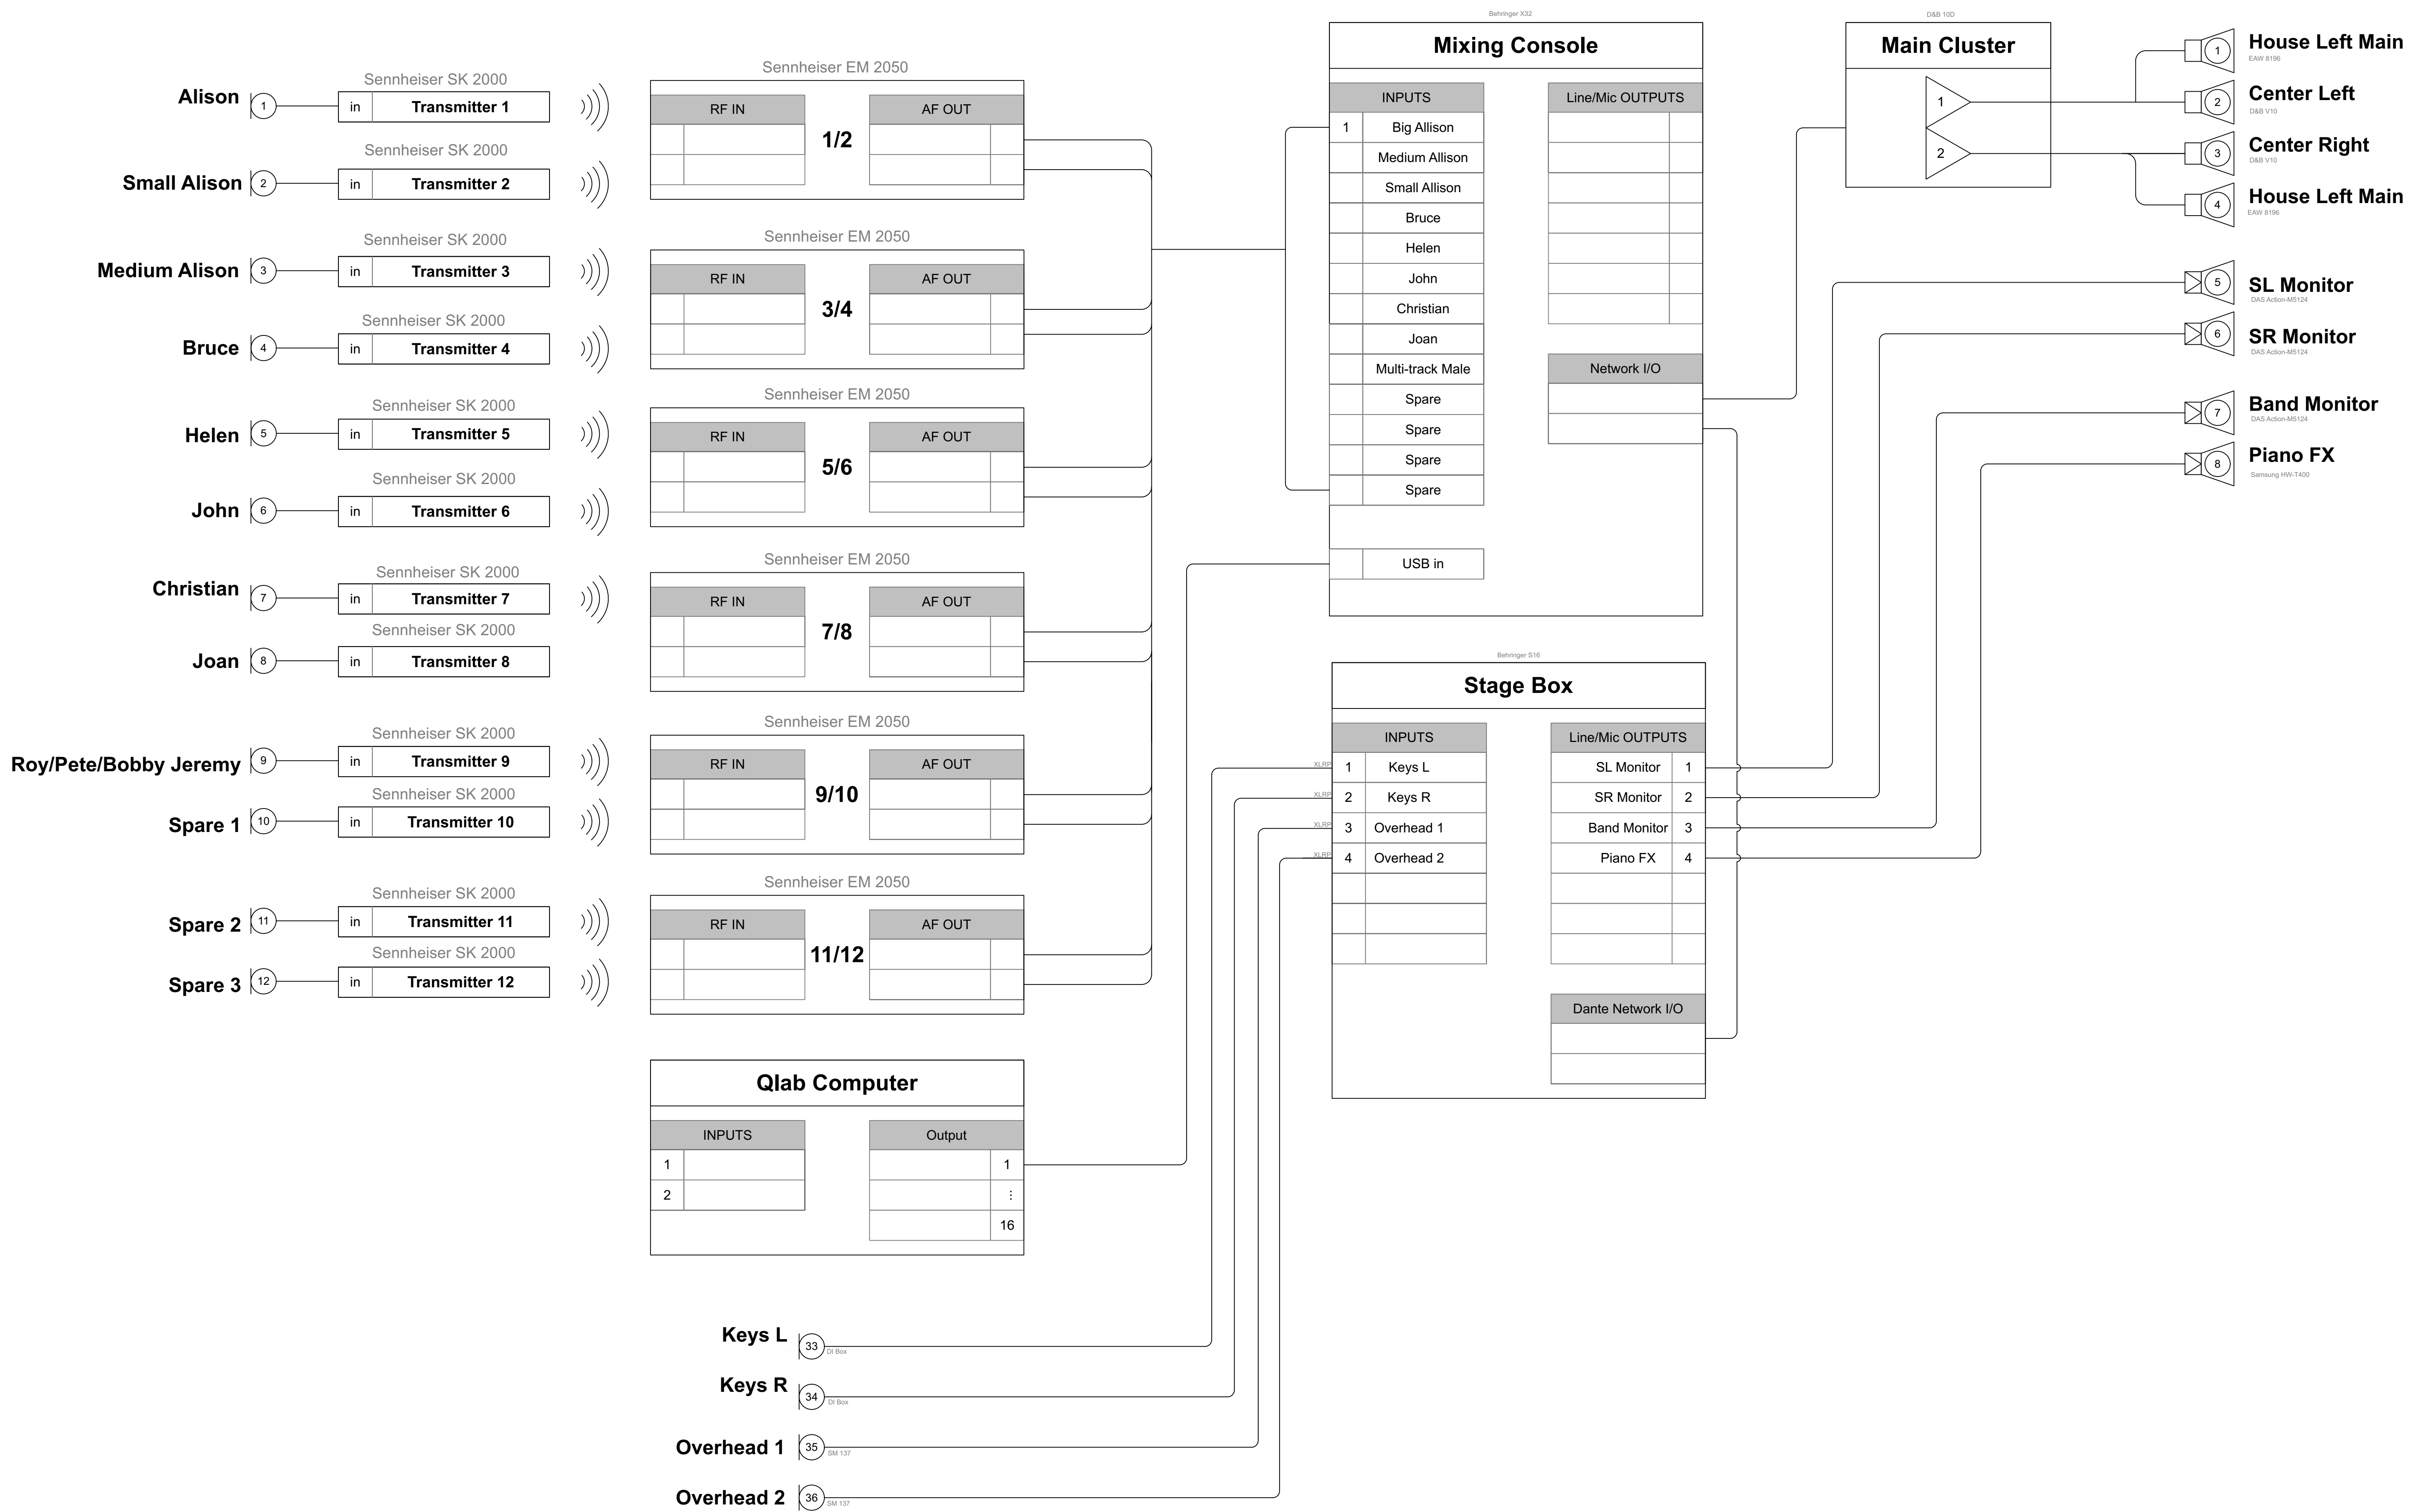 Alison
1
Sennheiser SK 2000
in
Transmitter 1
Small Alison
2
Sennheiser SK 2000
in
Transmitter 2
Medium Alison
3
Sennheiser SK 2000
in
Transmitter 3
Bruce
4
Sennheiser SK 2000
in
Transmitter 4
Helen
5
Sennheiser SK 2000
in
Transmitter 5
John
6
Sennheiser SK 2000
in
Transmitter 6
Christian
7
Sennheiser SK 2000
in
Transmitter 7
Joan
8
Sennheiser SK 2000
in
Transmitter 8
Roy/Pete/Bobby Jeremy
9
Sennheiser SK 2000
in
Transmitter 9
Spare 1
10
Sennheiser SK 2000
in
Transmitter 10
Spare 2
11
Sennheiser SK 2000
in
Transmitter 11
Spare 3
12
Sennheiser SK 2000
in
Transmitter 12
Sennheiser EM 2050
RF IN
1/2
AF OUT
Sennheiser EM 2050
RF IN
3/4
AF OUT
Sennheiser EM 2050
RF IN
5/6
AF OUT
Sennheiser EM 2050
RF IN
7/8
AF OUT
Sennheiser EM 2050
RF IN
9/10
AF OUT
Sennheiser EM 2050
RF IN
11/12
AF OUT
Qlab Computer
INPUTS
1
2
Output
1
⋮
16
Keys L
33
DI Box
Keys R
34
DI Box
Overhead 1
35
SM 137
Overhead 2
36
SM 137
Behringer X32
Mixing Console
INPUTS
1
Big Allison
Medium Allison
Small Allison
Bruce
Helen
John
Christian
Joan
Multi-track Male
Spare
Spare
Spare
Spare
USB in
Line/Mic OUTPUTS
Network I/O
Behringer S16
Stage Box
INPUTS
XLRP
1
Keys L
XLRP
2
Keys R
XLRP
3
Overhead 1
XLRP
4
Overhead 2
Line/Mic OUTPUTS
SL Monitor
1
SR Monitor
2
Band Monitor
3
Piano FX
4
Dante Network I/O
D&B 10D
Main Cluster
1
2
1
House Left Main
EAW 8196
2
Center Left
D&B V10
3
Center Right
D&B V10
4
House Left Main
EAW 8196
5
SL Monitor
DAS Action-M5124
6
SR Monitor
DAS Action-M5124
7
Band Monitor
DAS Action-M5124
8
Piano FX
Samsung HW-T400